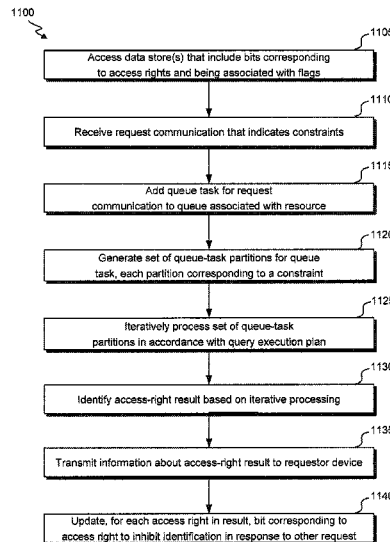 1100
1105
Access data store(s) that include bits corresponding
to access rights and being associated with flags
1110
Receive request communication that indicates constraints
1115
Add queue task for request
communication to queue associated with resource
1120
Generate set of queue-task partitions for queue
task, each partition corresponding to a constraint
1125
Iteratively process set of queue-task
partitions in accordance with query execution plan
1130
Identify access-right result based on iterative processing
1135
Transmit information about access-right result to requestor device
1140
Update, for each access right in result, bit corresponding to
access right to inhibit identification in response to other request